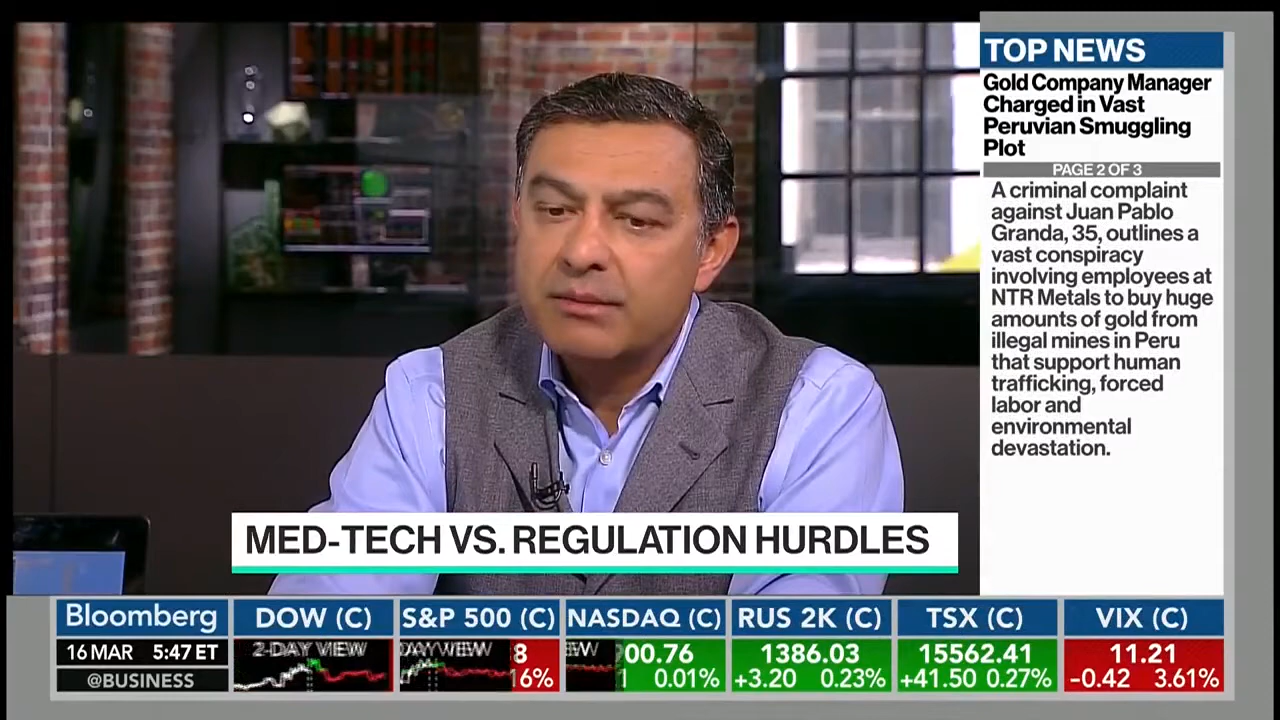 TOP NEWS
Gold Company Manager
Charged in Vast
Peruvian Smuggling
Plot
PAGE 2 OF 3
A criminal complaint
against Juan Pablo
Granda, 35, outlines a
vast conspiracy
involving employees at
NTR Metals to buy huge
amounts of gold from
illegal mines in Peru
that support human
trafficking, forced
labor and
environmental
devastation.
MED-TECH VS. REGULATION HURDLES
Bloomberg DOW (C) S&P 500 (C) NASDAQ (C) RUS 2K (C) TSX (C) VIX (C)
16 MAR 5:47 ET 2-DAY VIEW DAY VIEW 8 00.76 1386.03 15562.41 11.21
@BUSINESS 6% 0.01% +3.20 0.23% +41.50 0.27% -0.42 3.61%